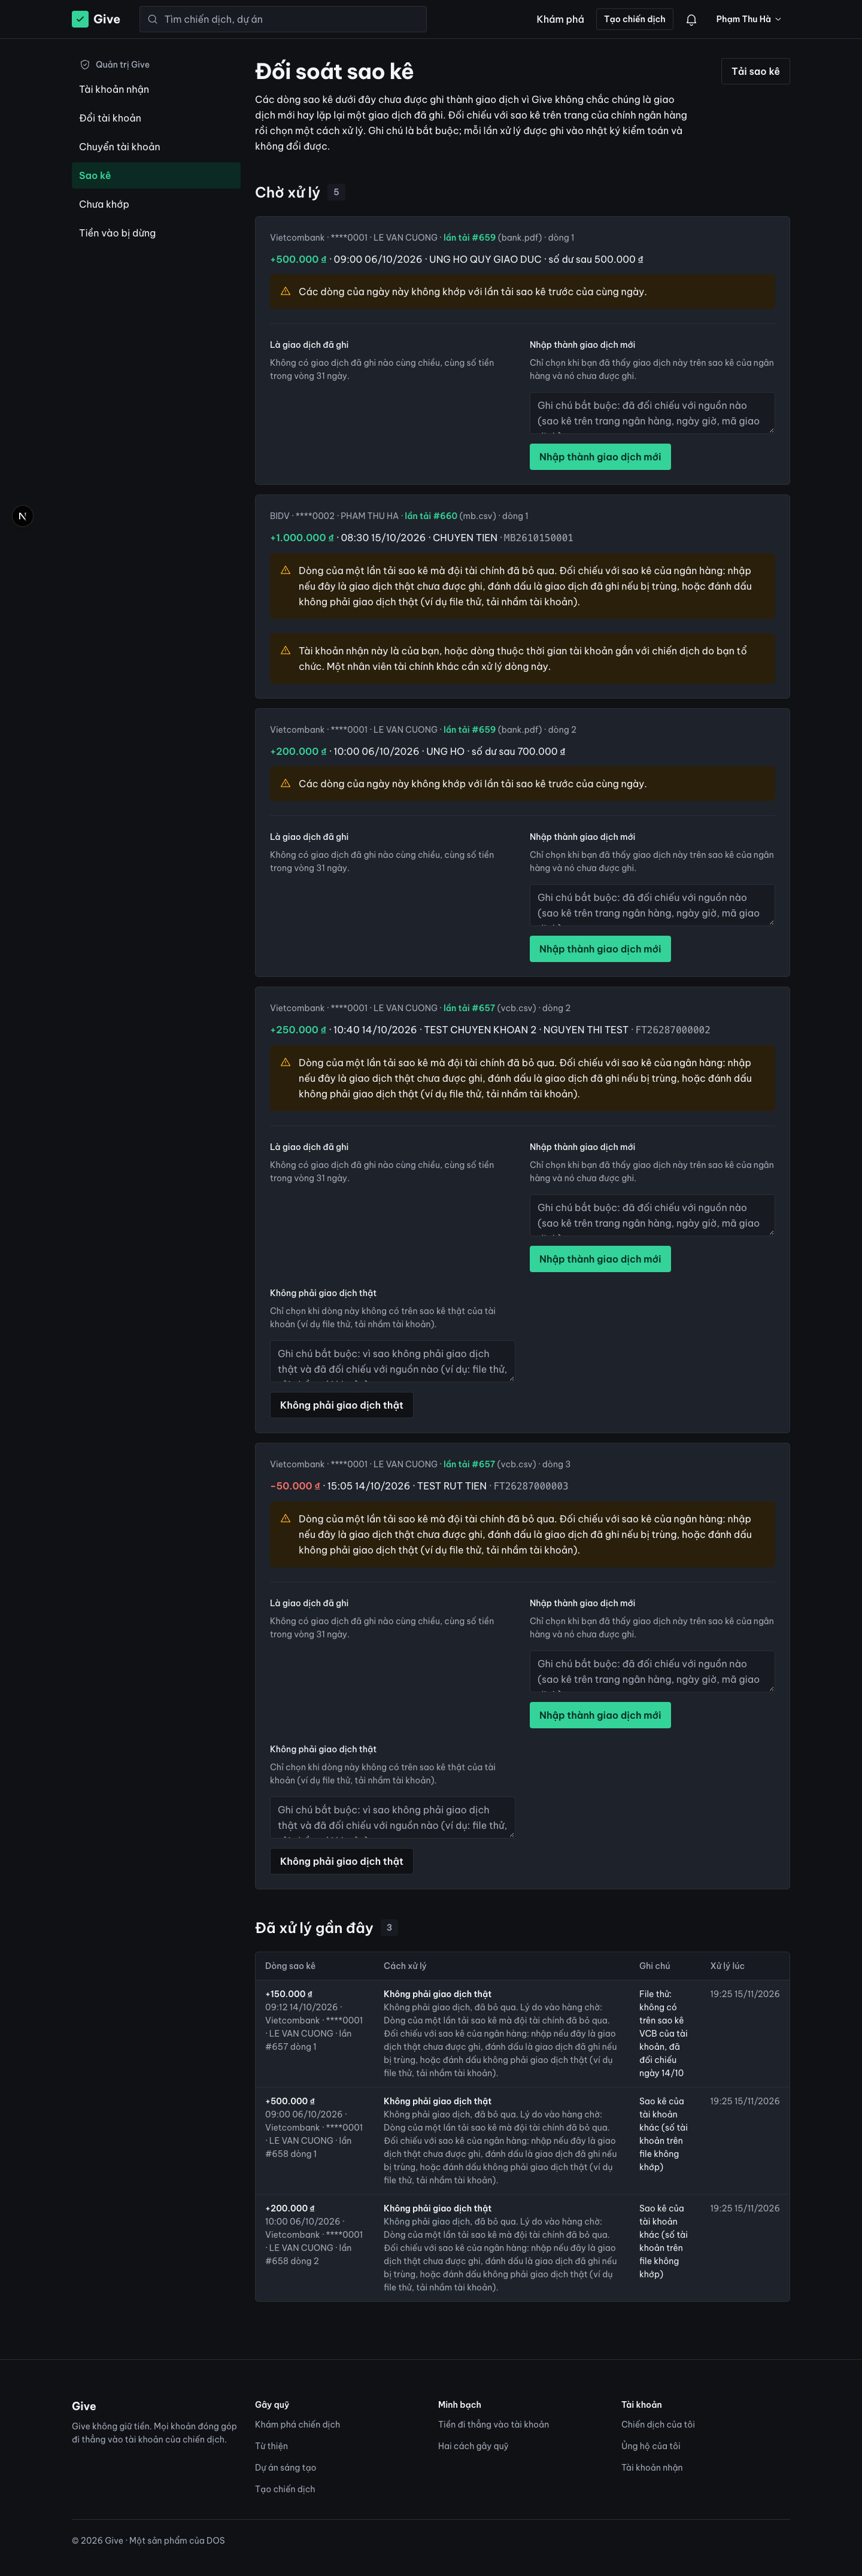 Give
Tìm chiến dịch, dự án
Khám phá
Tạo chiến dịch
Phạm Thu Hà
Quản trị Give
Tài khoản nhận
Đổi tài khoản
Chuyển tài khoản
Sao kê
Chưa khớp
Tiền vào bị dừng
Đối soát sao kê
Tải sao kê
Các dòng sao kê dưới đây chưa được ghi thành giao dịch vì Give không chắc chúng là giao
dịch mới hay lặp lại một giao dịch đã ghi. Đối chiếu với sao kê trên trang của chính ngân hàng
rồi chọn một cách xử lý. Ghi chú là bắt buộc; mỗi lần xử lý được ghi vào nhật ký kiểm toán và
không đổi được.
Chờ xử lý 5
Vietcombank · ****0001 · LE VAN CUONG · lần tải #659 (bank.pdf) · dòng 1
+500.000 ₫ · 09:00 06/10/2026 · UNG HO QUY GIAO DUC · số dư sau 500.000 ₫
Các dòng của ngày này không khớp với lần tải sao kê trước của cùng ngày.
Là giao dịch đã ghi
Không có giao dịch đã ghi nào cùng chiều, cùng số tiền
trong vòng 31 ngày.
Nhập thành giao dịch mới
Chỉ chọn khi bạn đã thấy giao dịch này trên sao kê của ngân
hàng và nó chưa được ghi.
Ghi chú bắt buộc: đã đối chiếu với nguồn nào
(sao kê trên trang ngân hàng, ngày giờ, mã giao
Nhập thành giao dịch mới
BIDV · ****0002 · PHAM THU HA · lần tải #660 (mb.csv) · dòng 1
+1.000.000 ₫ · 08:30 15/10/2026 · CHUYEN TIEN · MB2610150001
Dòng của một lần tải sao kê mà đội tài chính đã bỏ qua. Đối chiếu với sao kê của ngân hàng: nhập
nếu đây là giao dịch thật chưa được ghi, đánh dấu là giao dịch đã ghi nếu bị trùng, hoặc đánh dấu
không phải giao dịch thật (ví dụ file thử, tải nhầm tài khoản).
Tài khoản nhận này là của bạn, hoặc dòng thuộc thời gian tài khoản gắn với chiến dịch do bạn tổ
chức. Một nhân viên tài chính khác cần xử lý dòng này.
Vietcombank · ****0001 · LE VAN CUONG · lần tải #659 (bank.pdf) · dòng 2
+200.000 ₫ · 10:00 06/10/2026 · UNG HO · số dư sau 700.000 ₫
Các dòng của ngày này không khớp với lần tải sao kê trước của cùng ngày.
Là giao dịch đã ghi
Không có giao dịch đã ghi nào cùng chiều, cùng số tiền
trong vòng 31 ngày.
Nhập thành giao dịch mới
Chỉ chọn khi bạn đã thấy giao dịch này trên sao kê của ngân
hàng và nó chưa được ghi.
Ghi chú bắt buộc: đã đối chiếu với nguồn nào
(sao kê trên trang ngân hàng, ngày giờ, mã giao
Nhập thành giao dịch mới
Vietcombank · ****0001 · LE VAN CUONG · lần tải #657 (vcb.csv) · dòng 2
+250.000 ₫ · 10:40 14/10/2026 · TEST CHUYEN KHOAN 2 · NGUYEN THI TEST · FT26287000002
Dòng của một lần tải sao kê mà đội tài chính đã bỏ qua. Đối chiếu với sao kê của ngân hàng: nhập
nếu đây là giao dịch thật chưa được ghi, đánh dấu là giao dịch đã ghi nếu bị trùng, hoặc đánh dấu
không phải giao dịch thật (ví dụ file thử, tải nhầm tài khoản).
Là giao dịch đã ghi
Không có giao dịch đã ghi nào cùng chiều, cùng số tiền
trong vòng 31 ngày.
Nhập thành giao dịch mới
Chỉ chọn khi bạn đã thấy giao dịch này trên sao kê của ngân
hàng và nó chưa được ghi.
Ghi chú bắt buộc: đã đối chiếu với nguồn nào
(sao kê trên trang ngân hàng, ngày giờ, mã giao
Nhập thành giao dịch mới
Không phải giao dịch thật
Chỉ chọn khi dòng này không có trên sao kê thật của tài
khoản (ví dụ file thử, tải nhầm tài khoản).
Ghi chú bắt buộc: vì sao không phải giao dịch
thật và đã đối chiếu với nguồn nào (ví dụ: file thử,
Không phải giao dịch thật
Vietcombank · ****0001 · LE VAN CUONG · lần tải #657 (vcb.csv) · dòng 3
−50.000 ₫ · 15:05 14/10/2026 · TEST RUT TIEN · FT26287000003
Dòng của một lần tải sao kê mà đội tài chính đã bỏ qua. Đối chiếu với sao kê của ngân hàng: nhập
nếu đây là giao dịch thật chưa được ghi, đánh dấu là giao dịch đã ghi nếu bị trùng, hoặc đánh dấu
không phải giao dịch thật (ví dụ file thử, tải nhầm tài khoản).
Là giao dịch đã ghi
Không có giao dịch đã ghi nào cùng chiều, cùng số tiền
trong vòng 31 ngày.
Nhập thành giao dịch mới
Chỉ chọn khi bạn đã thấy giao dịch này trên sao kê của ngân
hàng và nó chưa được ghi.
Ghi chú bắt buộc: đã đối chiếu với nguồn nào
(sao kê trên trang ngân hàng, ngày giờ, mã giao
Nhập thành giao dịch mới
Không phải giao dịch thật
Chỉ chọn khi dòng này không có trên sao kê thật của tài
khoản (ví dụ file thử, tải nhầm tài khoản).
Ghi chú bắt buộc: vì sao không phải giao dịch
thật và đã đối chiếu với nguồn nào (ví dụ: file thử,
Không phải giao dịch thật
Đã xử lý gần đây 3
Dòng sao kê
Cách xử lý
Ghi chú
Xử lý lúc
+150.000 ₫
09:12 14/10/2026 ·
Vietcombank · ****0001
· LE VAN CUONG · lần
#657 dòng 1
Không phải giao dịch thật
Không phải giao dịch, đã bỏ qua. Lý do vào hàng chờ:
Dòng của một lần tải sao kê mà đội tài chính đã bỏ qua.
Đối chiếu với sao kê của ngân hàng: nhập nếu đây là giao
dịch thật chưa được ghi, đánh dấu là giao dịch đã ghi nếu
bị trùng, hoặc đánh dấu không phải giao dịch thật (ví dụ
file thử, tải nhầm tài khoản).
File thử:
không có
trên sao kê
VCB của tài
khoản, đã
đối chiếu
ngày 14/10
19:25 15/11/2026
+500.000 ₫
09:00 06/10/2026 ·
Vietcombank · ****0001
· LE VAN CUONG · lần
#658 dòng 1
Không phải giao dịch thật
Không phải giao dịch, đã bỏ qua. Lý do vào hàng chờ:
Dòng của một lần tải sao kê mà đội tài chính đã bỏ qua.
Đối chiếu với sao kê của ngân hàng: nhập nếu đây là giao
dịch thật chưa được ghi, đánh dấu là giao dịch đã ghi nếu
bị trùng, hoặc đánh dấu không phải giao dịch thật (ví dụ
file thử, tải nhầm tài khoản).
Sao kê của
tài khoản
khác (số tài
khoản trên
file không
khớp)
19:25 15/11/2026
+200.000 ₫
10:00 06/10/2026 ·
Vietcombank · ****0001
· LE VAN CUONG · lần
#658 dòng 2
Không phải giao dịch thật
Không phải giao dịch, đã bỏ qua. Lý do vào hàng chờ:
Dòng của một lần tải sao kê mà đội tài chính đã bỏ qua.
Đối chiếu với sao kê của ngân hàng: nhập nếu đây là giao
dịch thật chưa được ghi, đánh dấu là giao dịch đã ghi nếu
bị trùng, hoặc đánh dấu không phải giao dịch thật (ví dụ
file thử, tải nhầm tài khoản).
Sao kê của
tài khoản
khác (số tài
khoản trên
file không
khớp)
19:25 15/11/2026
Give
Give không giữ tiền. Mọi khoản đóng góp
đi thẳng vào tài khoản của chiến dịch.
Gây quỹ
Khám phá chiến dịch
Từ thiện
Dự án sáng tạo
Tạo chiến dịch
Minh bạch
Tiền đi thẳng vào tài khoản
Hai cách gây quỹ
Tài khoản
Chiến dịch của tôi
Ủng hộ của tôi
Tài khoản nhận
© 2026 Give · Một sản phẩm của DOS